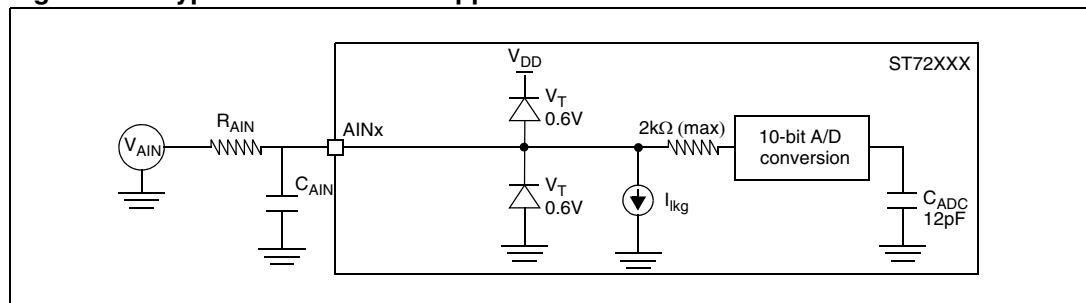 ST72XXX
V_DD
V_T
0.6V
R_AIN
AINx
V_AIN
2kΩ (max)
10-bit A/D
conversion
C_AIN
V_T
0.6V
I_lkg
C_ADC
12pF